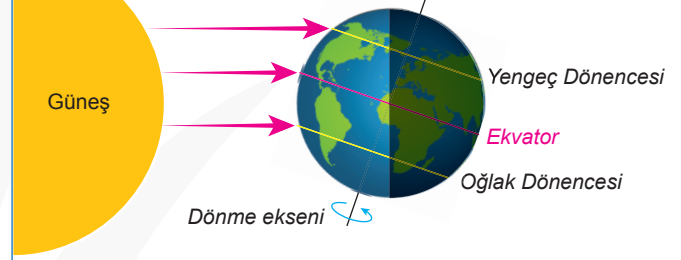 Güneş
Yengeç Dönencesi
Ekvator
Oğlak Dönencesi
Dönme ekseni